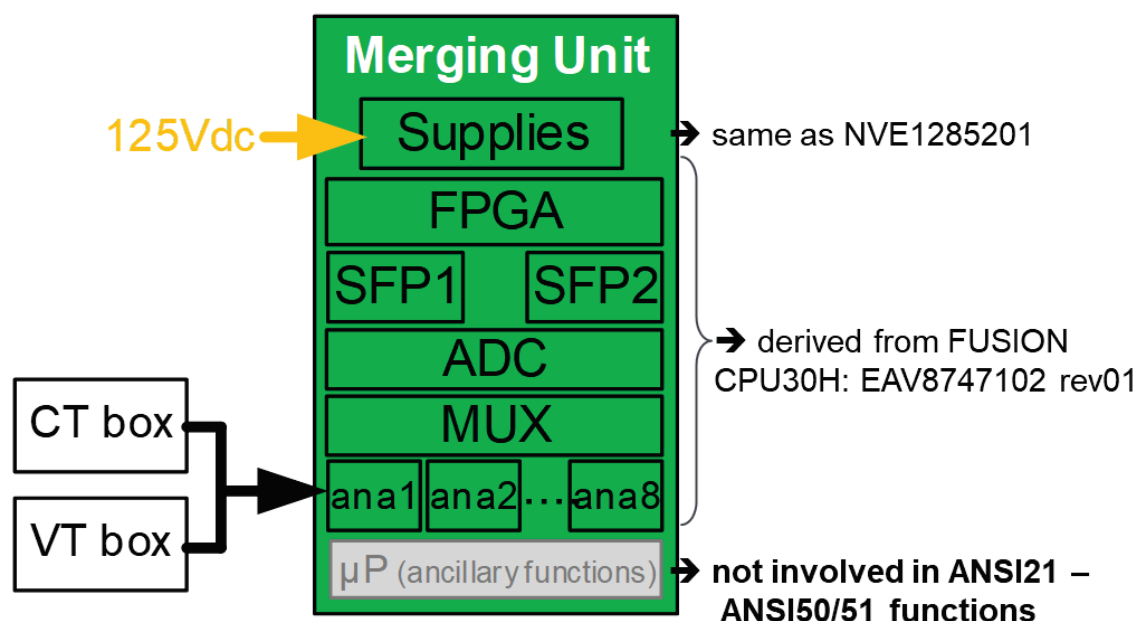 Merging Unit
125Vdc
Supplies
➔ same as NVE1285201
FPGA
SFP1 SFP2
➔ derived from FUSION
CPU30H: EAV8747102 rev01
ADC
MUX
CT box
VT box
ana1 ana2 .... ana8
µP (ancillary functions)
➔ not involved in ANSI21 –
ANSI50/51 functions